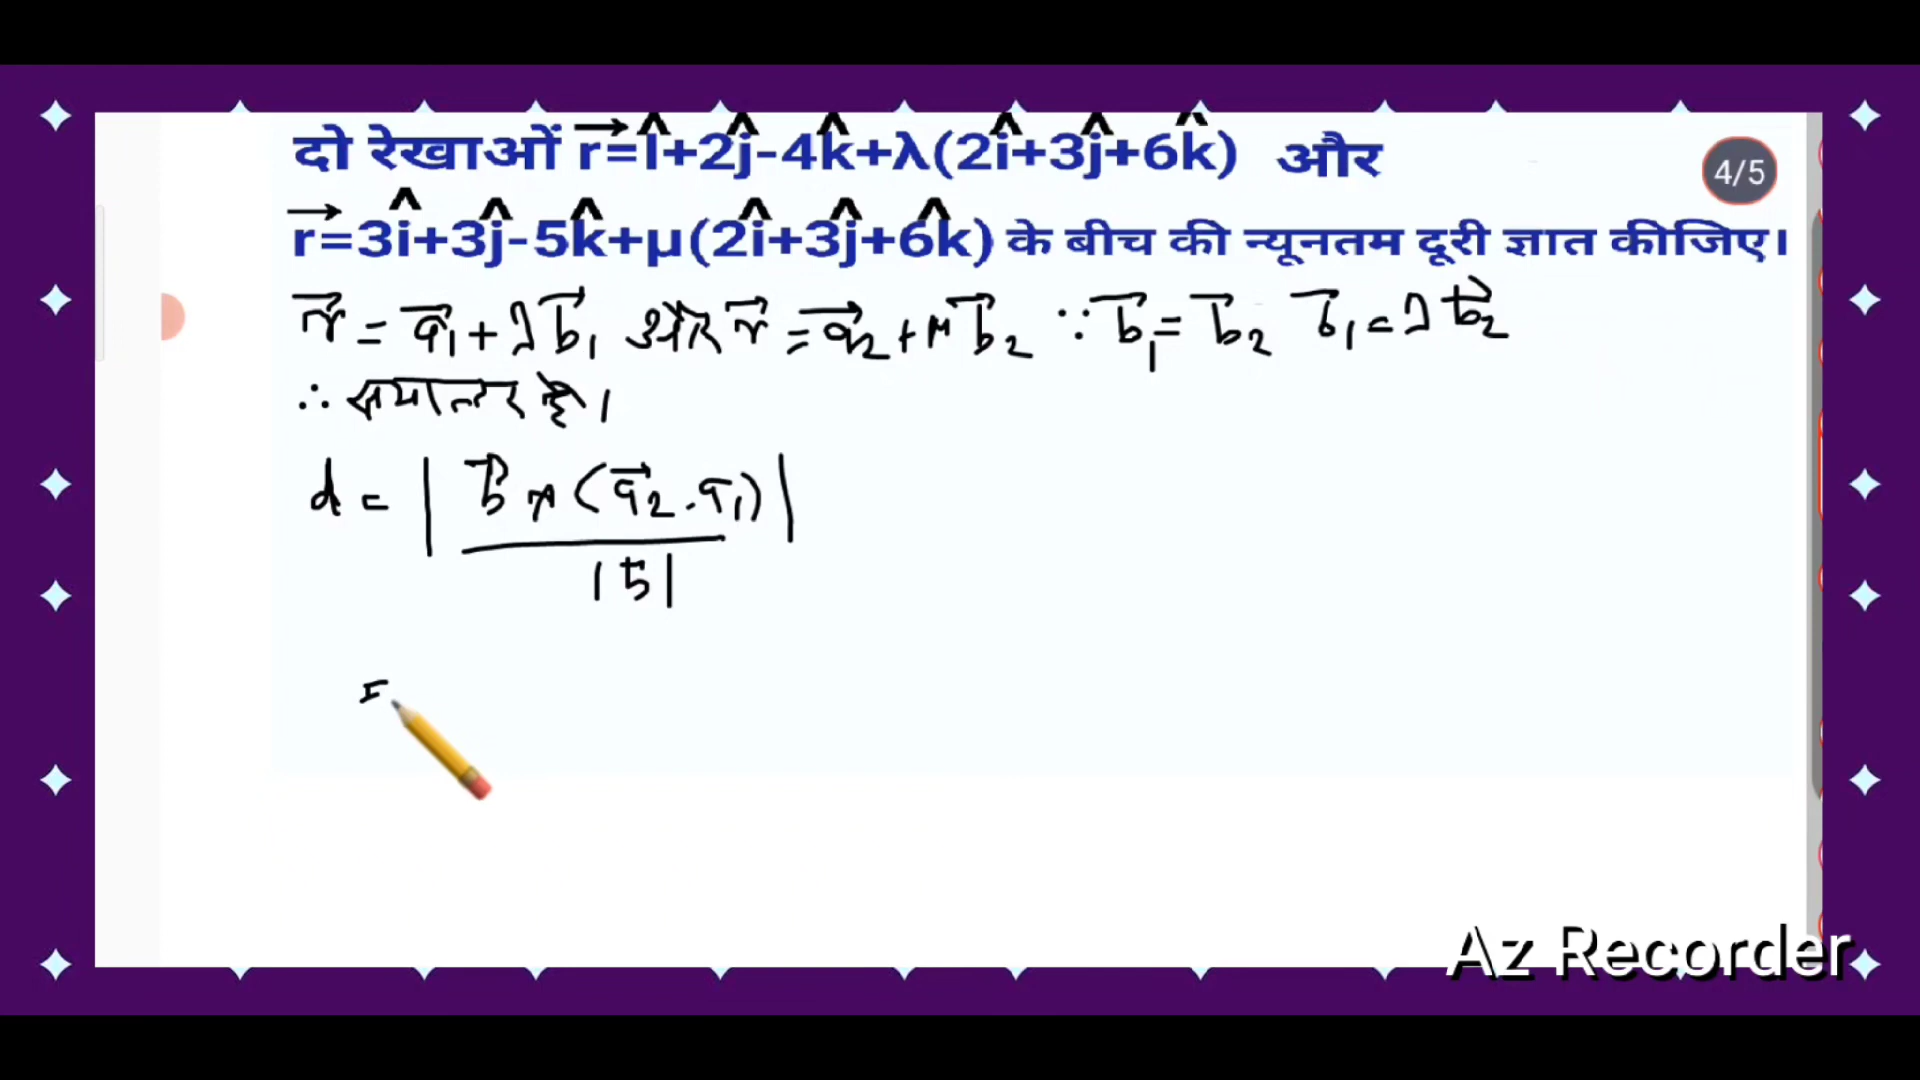 दो रेखाओं r⃗=î+2ĵ-4k̂+λ(2î+3ĵ+6k̂) और
4/5
r⃗=3î+3ĵ-5k̂+μ(2î+3ĵ+6k̂) के बीच की न्यूनतम दूरी ज्ञात कीजिए।
r⃗ = a⃗₁ + λb⃗₁ और r⃗ = a⃗₂ + μb⃗₂ ∵ b⃗₁ = b⃗₂ b⃗₁ = λb⃗₂
∴ समान्तर है।
d = | b⃗ × (a⃗₂ - a₁) |
|b|
=
Az Recorder